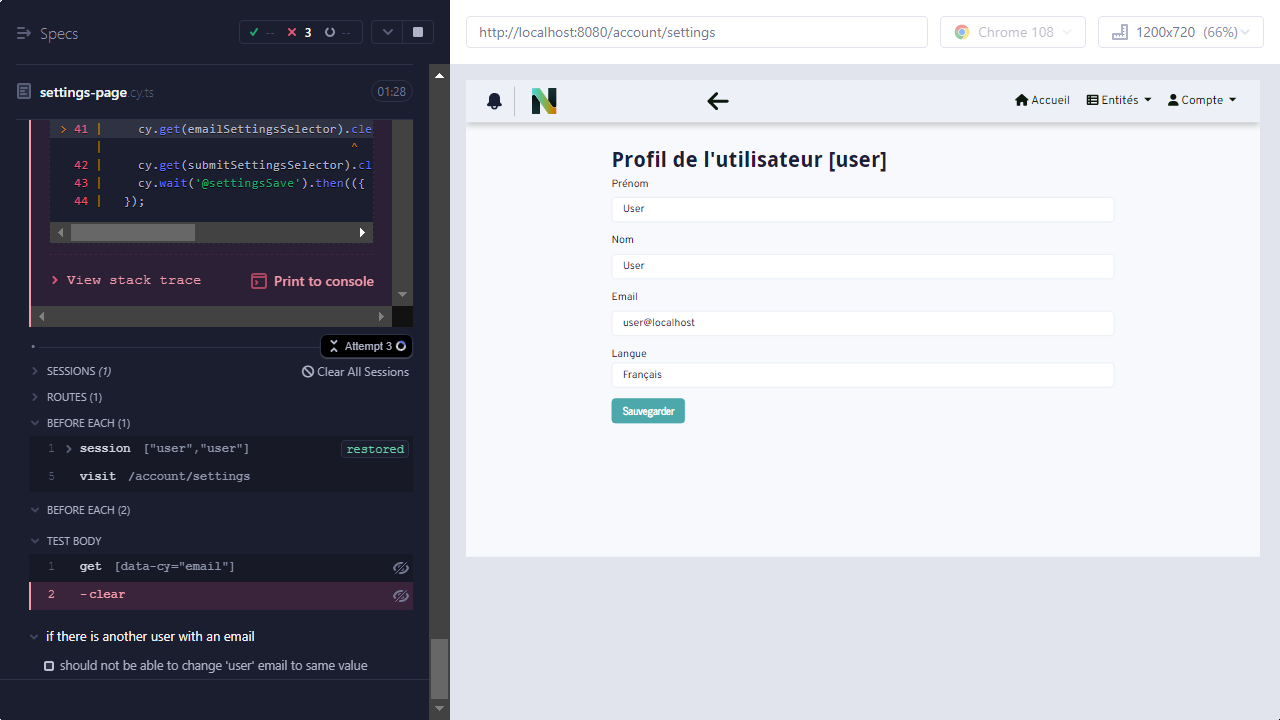 Specs
-- 3 --
settings-page.cy.ts 01:28
> 41 | cy.get(emailSettingsSelector).cle
| ^
42 | cy.get(submitSettingsSelector).cl
43 | cy.wait('@settingsSave').then(({
44 | });
View stack trace
Print to console
Attempt 3
SESSIONS (1)
Clear All Sessions
ROUTES (1)
BEFORE EACH (1)
1 session ["user","user"] restored
5 visit /account/settings
BEFORE EACH (2)
TEST BODY
1 get [data-cy="email"]
2 -clear
if there is another user with an email
should not be able to change 'user' email to same value
http://localhost:8080/account/settings
Chrome 108
1200x720 (66%)
N
Accueil
Entités
Compte
Profil de l'utilisateur [user]
Prénom
User
Nom
User
Email
user@localhost
Langue
Français
Sauvegarder